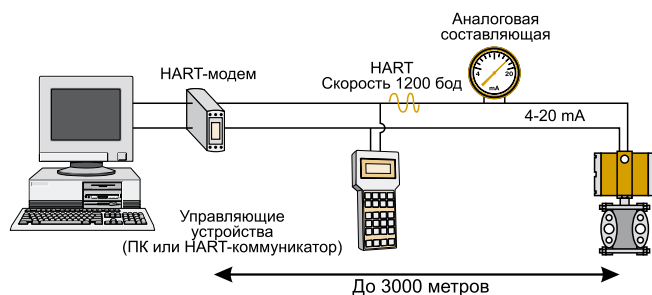 Аналоговая
составляющая
HART-модем
HART
Скорость 1200 бод
4
20
mA
4-20 mA
Управляющие
устройства
(ПК или HART-коммуникатор)
До 3000 метров